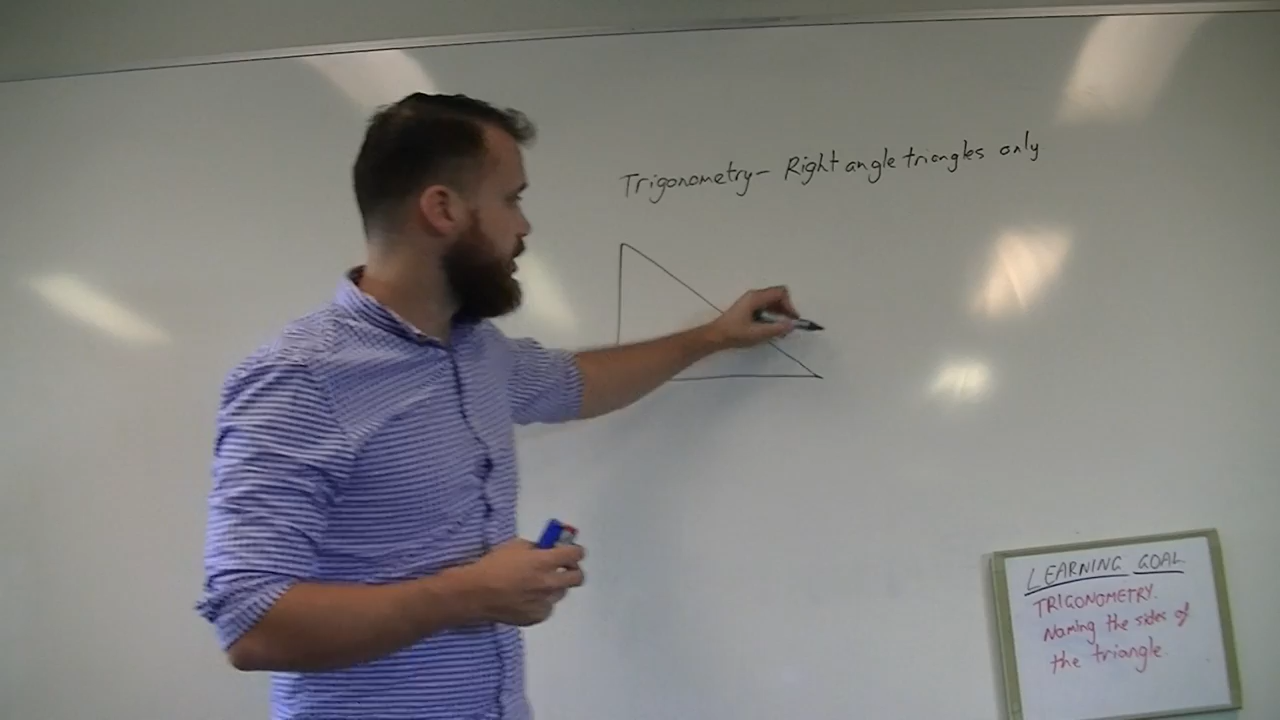 Trigonometry- Right angle triangles only
LEARNING GOAL.
TRIGONOMETRY.
Naming the sides of
the triangle.